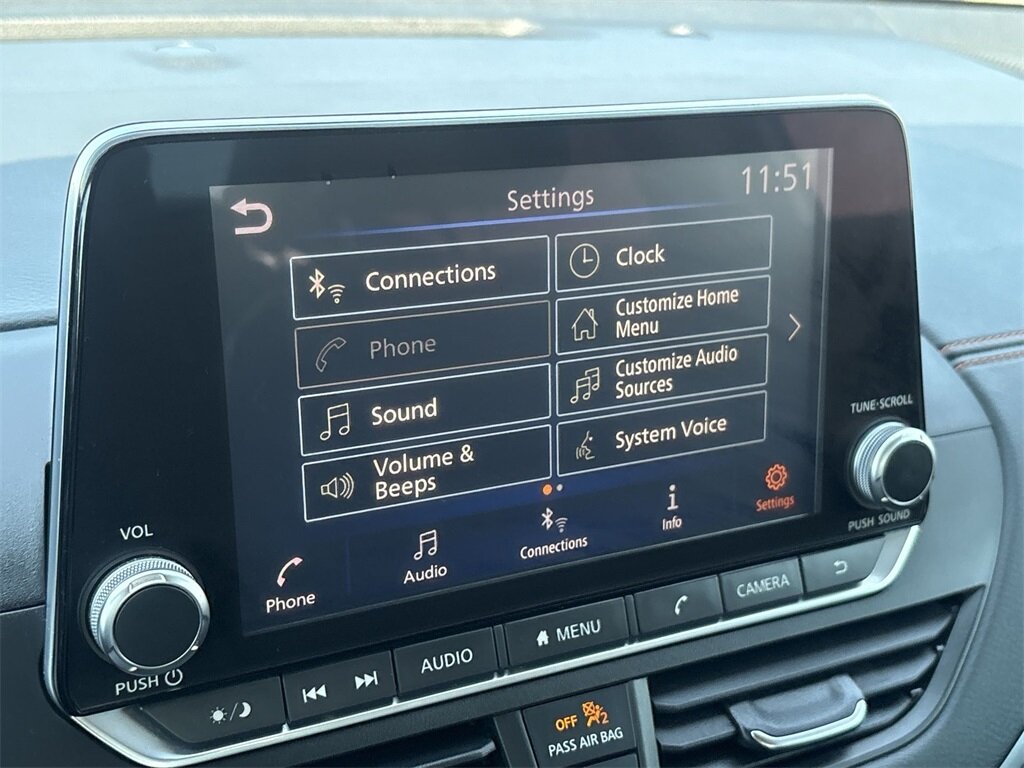 Settings
11:51
Connections
Clock
Phone
Customize Home
Menu
Sound
Customize Audio
Sources
Volume &
Beeps
System Voice
Phone
Audio
Connections
Info
Settings
VOL
PUSH
TUNE·SCROLL
PUSH SOUND
AUDIO
MENU
CAMERA
OFF 2
PASS AIR BAG